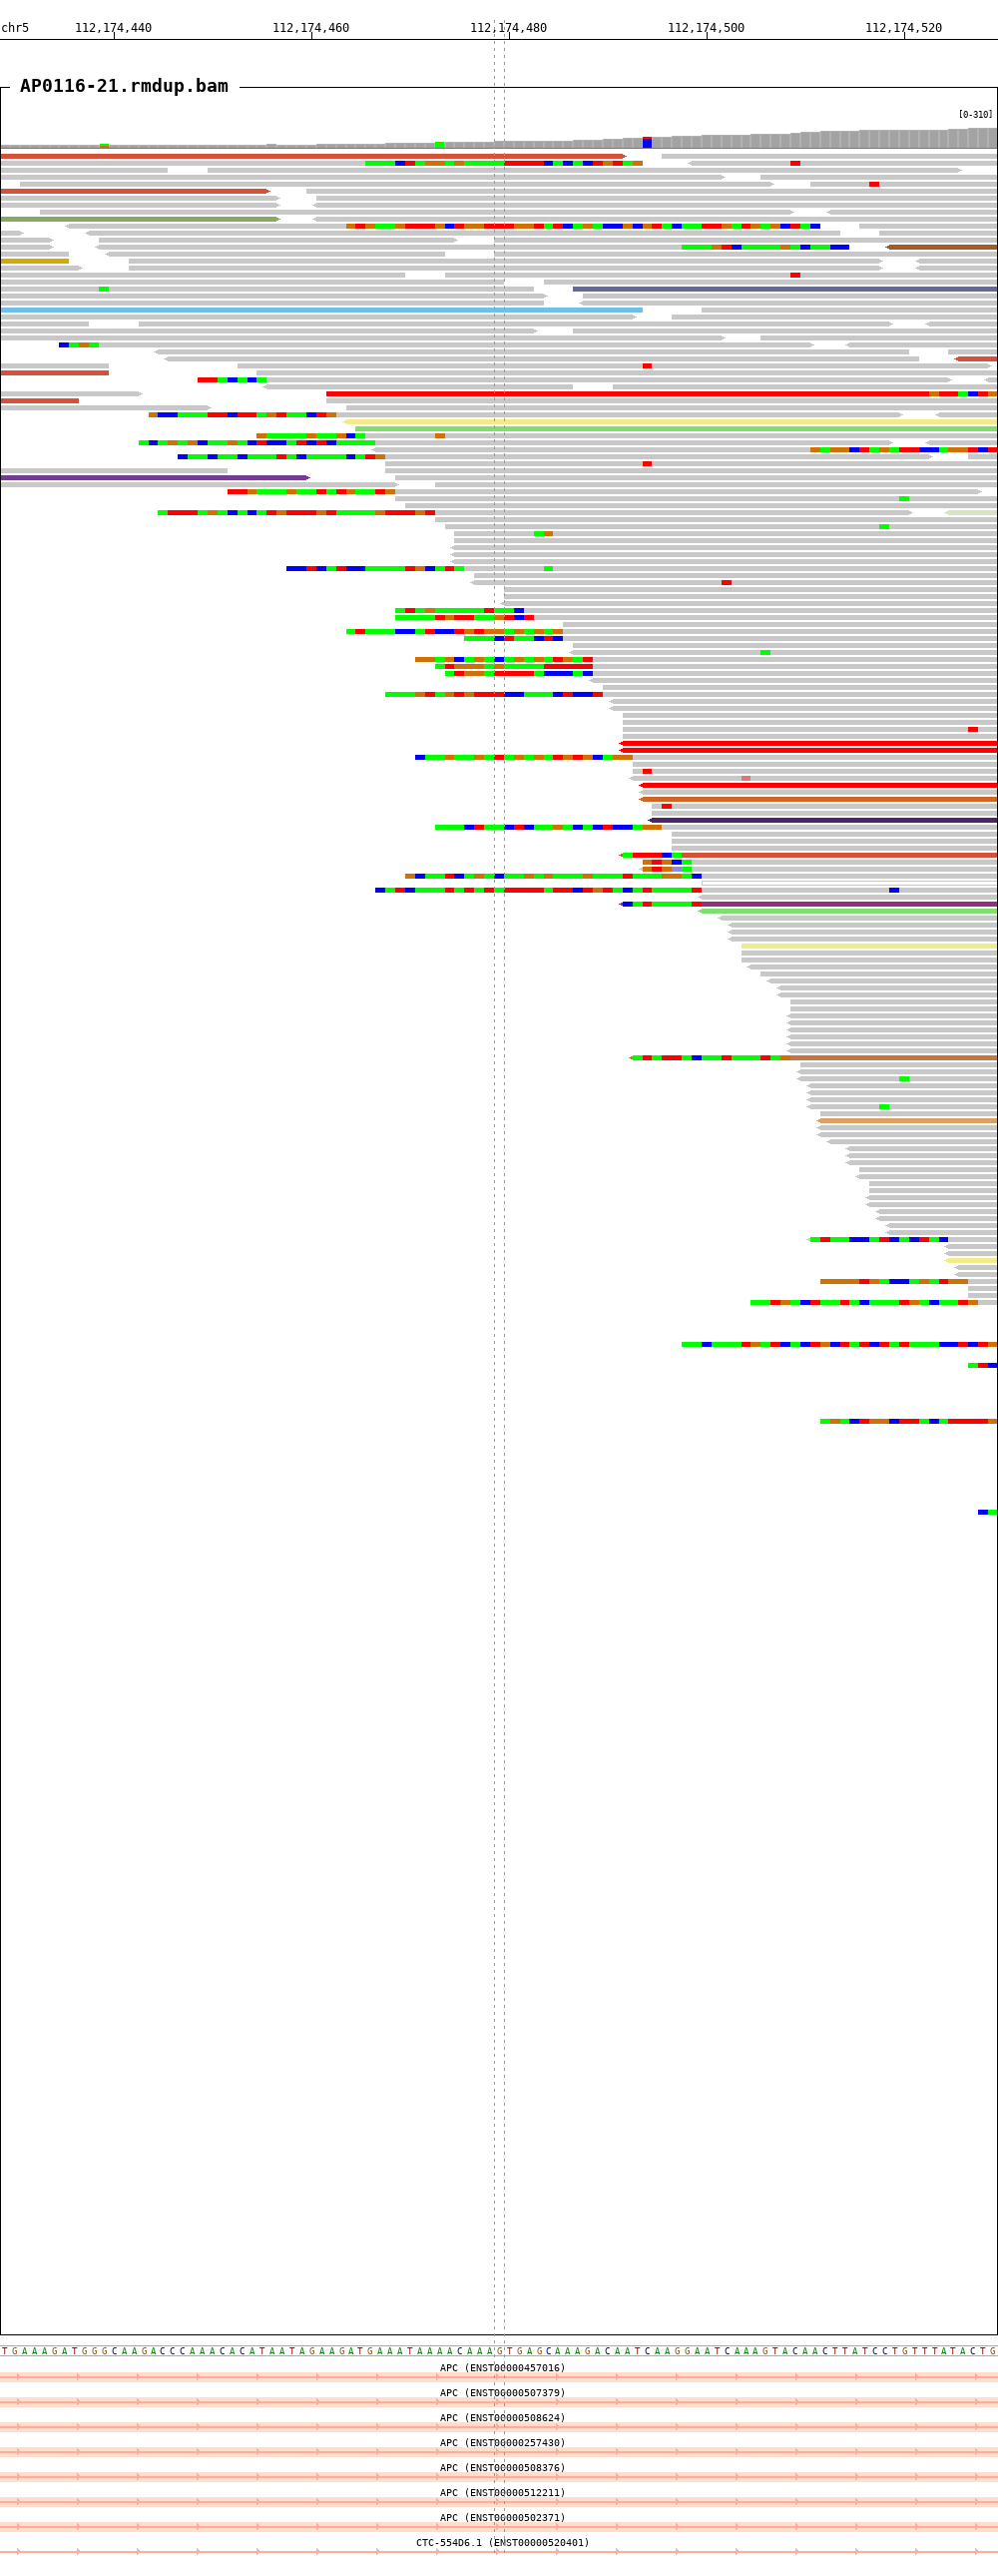 chr5 112,174,440 112,174,460 112,174,480 112,174,500 112,174,520
AP0116-21.rmdup.bam
[0-310]
TGAAAGATGGGCAAGACCCAAACACATAATAGAAGATGAAATAAAACAAAGTGAGCAAAGACAATCAAGGAATCAAAGTACAACTTATCCTGTTTATACTG
APC (ENST00000457016)
APC (ENST00000507379)
APC (ENST00000508624)
APC (ENST00000257430)
APC (ENST00000508376)
APC (ENST00000512211)
APC (ENST00000502371)
CTC-554D6.1 (ENST00000520401)